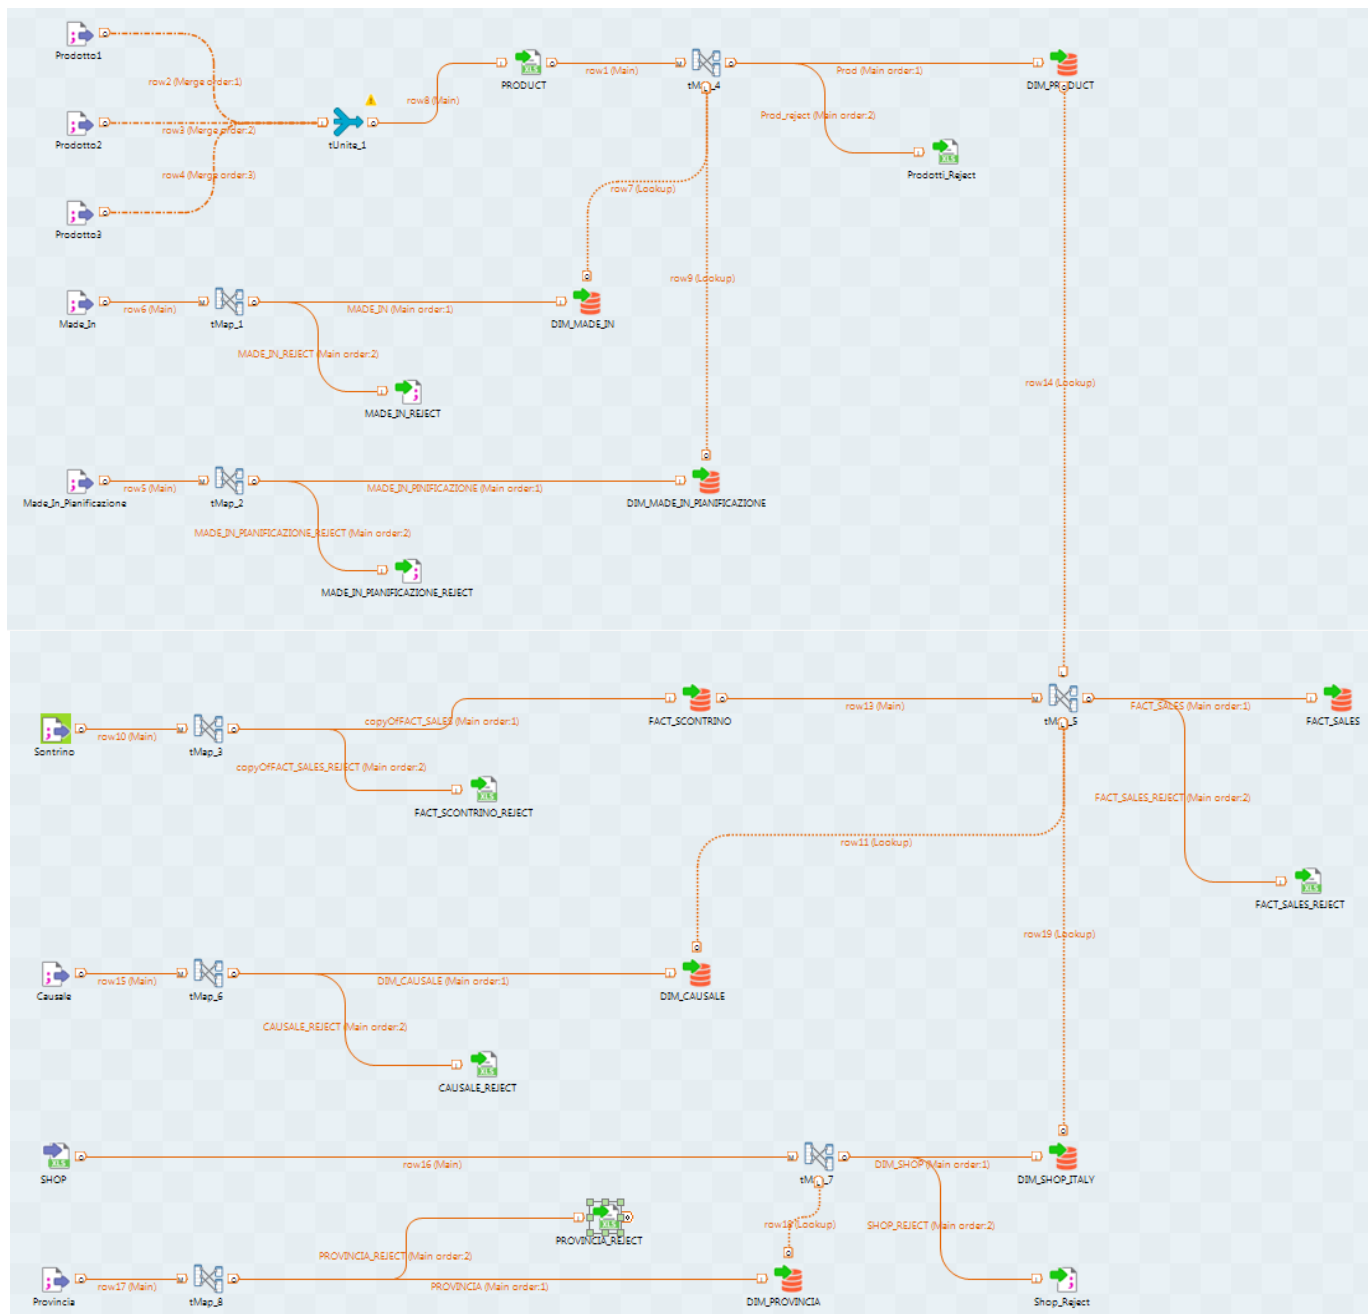 Prodotto1
row2 (Merge order:1)
Prodotto2
row3 (Merge order:2)
row4 (Merge order:3)
Prodotto3
tUnite_1
row8 (Main)
PRODUCT
row1 (Main)
tMap_4
Prod (Main order:1)
DIM_PRODUCT
Prod_reject (Main order:2)
Prodotti_Reject
row7 (Lookup)
row9 (Lookup)
Made_In
row6 (Main)
tMap_1
MADE_IN (Main order:1)
DIM_MADE_IN
MADE_IN_REJECT (Main order:2)
MADE_IN_REJECT
row14 (Lookup)
Made_In_Pianificazione
row5 (Main)
tMap_2
MADE_IN_PINIFICAZIONE (Main order:1)
DIM_MADE_IN_PIANIFICAZIONE
MADE_IN_PIANIFICAZIONE_REJECT (Main order:2)
MADE_IN_PIANIFICAZIONE_REJECT
Sontrino
row10 (Main)
tMap_3
copyOfFACT_SALES (Main order:1)
FACT_SCONTRINO
row13 (Main)
tMap_5
FACT_SALES (Main order:1)
FACT_SALES
copyOfFACT_SALES_REJECT (Main order:2)
FACT_SCONTRINO_REJECT
FACT_SALES_REJECT (Main order:2)
row11 (Lookup)
FACT_SALES_REJECT
row19 (Lookup)
Causale
row15 (Main)
tMap_6
DIM_CAUSALE (Main order:1)
DIM_CAUSALE
CAUSALE_REJECT (Main order:2)
CAUSALE_REJECT
SHOP
row16 (Main)
tMap_7
DIM_SHOP (Main order:1)
DIM_SHOP_ITALY
row18 (Lookup)
SHOP_REJECT (Main order:2)
PROVINCIA_REJECT
PROVINCIA_REJECT (Main order:2)
Provincia
row17 (Main)
tMap_8
PROVINCIA (Main order:1)
DIM_PROVINCIA
Shop_Reject